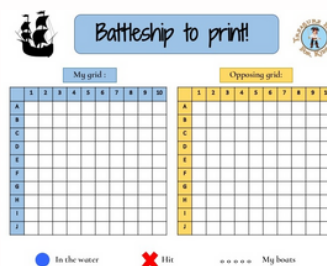 Battleship to print!
My grid :
Opposing grid:
1 2 3 4 5 6 7 8 9 10
1 2 3 4 5 6 7 8 9
A
B
C
D
E
F
G
H
I
J
A
B
C
D
E
F
G
H
I
J
In the water
Hit
My boats